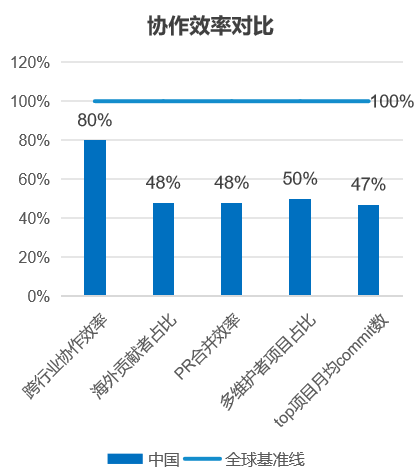 协作效率对比
120%
100%
80%
60%
40%
20%
0%
100%
80%
48%
48%
50%
47%
跨行业协作效率
海外贡献者占比
PR合并效率
多维护者项目占比
top项目月均commit数
中国
全球基准线